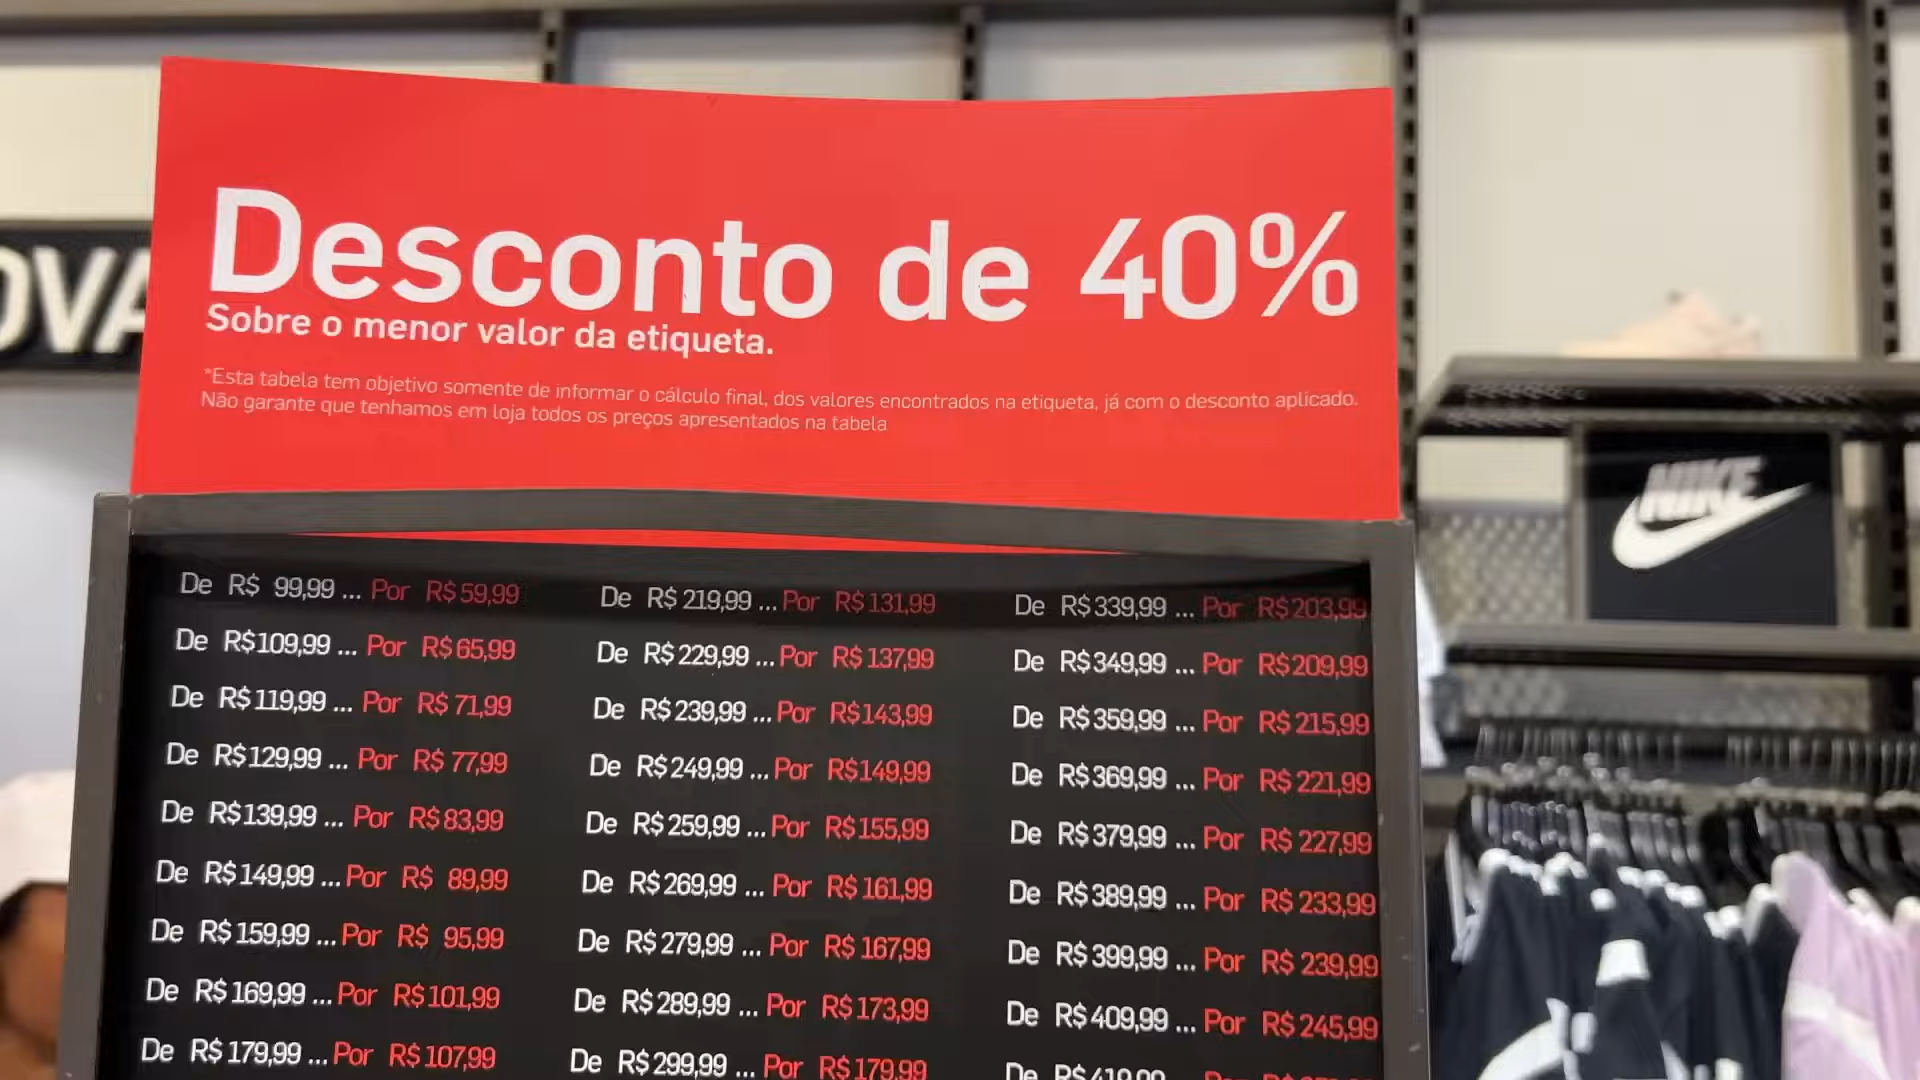 Desconto de 40%
Sobre o menor valor da etiqueta.
*Esta tabela tem objetivo somente de informar o cálculo final, dos valores encontrados na etiqueta, já com o desconto aplicado.
Não garante que tenhamos em loja todos os preços apresentados na tabela
OVA
NIKE
De R$ 99,99 ... Por R$ 59,99
De R$ 109,99 ... Por R$ 65,99
De R$ 119,99 ... Por R$ 71,99
De R$ 129,99 ... Por R$ 77,99
De R$ 139,99 ... Por R$ 83,99
De R$ 149,99 ... Por R$ 89,99
De R$ 159,99 ... Por R$ 95,99
De R$ 169,99 ... Por R$ 101,99
De R$ 179,99 ... Por R$ 107,99
De R$ 219,99 ... Por R$ 131,99
De R$ 229,99 ... Por R$ 137,99
De R$ 239,99 ... Por R$ 143,99
De R$ 249,99 ... Por R$ 149,99
De R$ 259,99 ... Por R$ 155,99
De R$ 269,99 ... Por R$ 161,99
De R$ 279,99 ... Por R$ 167,99
De R$ 289,99 ... Por R$ 173,99
De R$ 299,99 ... Por R$ 179,99
De R$ 339,99 ... Por R$ 203,99
De R$ 349,99 ... Por R$ 209,99
De R$ 359,99 ... Por R$ 215,99
De R$ 369,99 ... Por R$ 221,99
De R$ 379,99 ... Por R$ 227,99
De R$ 389,99 ... Por R$ 233,99
De R$ 399,99 ... Por R$ 239,99
De R$ 409,99 ... Por R$ 245,99
De R$ 419,99 ...